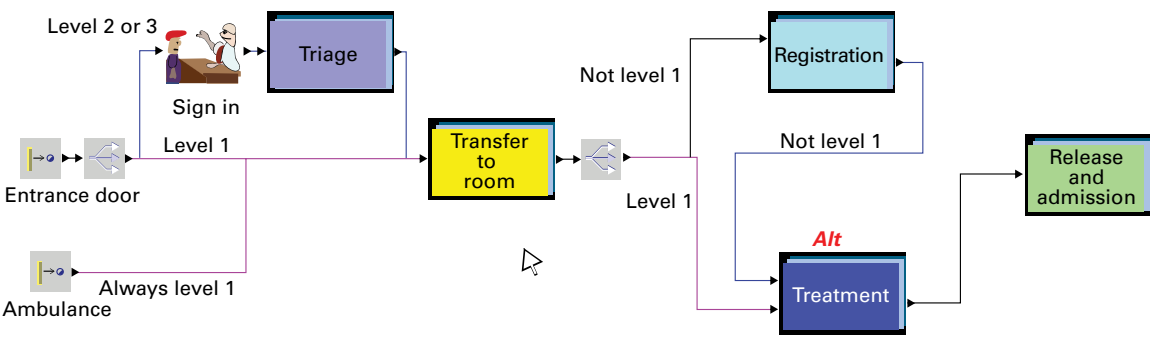 Level 2 or 3
Sign in
Triage
Level 1
Entrance door
Ambulance
Always level 1
Transfer
to
room
Not level 1
Level 1
Registration
Not level 1
Alt
Treatment
Release
and
admission